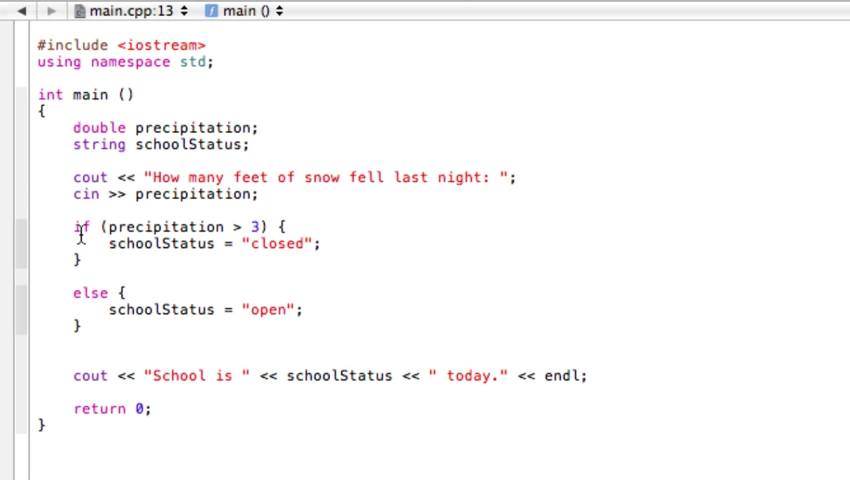 main.cpp:13 main ()
#include <iostream>
using namespace std;
int main ()
{
double precipitation;
string schoolStatus;
cout << "How many feet of snow fell last night: ";
cin >> precipitation;
if (precipitation > 3) {
schoolStatus = "closed";
}
else {
schoolStatus = "open";
}
cout << "School is " << schoolStatus << " today." << endl;
return 0;
}